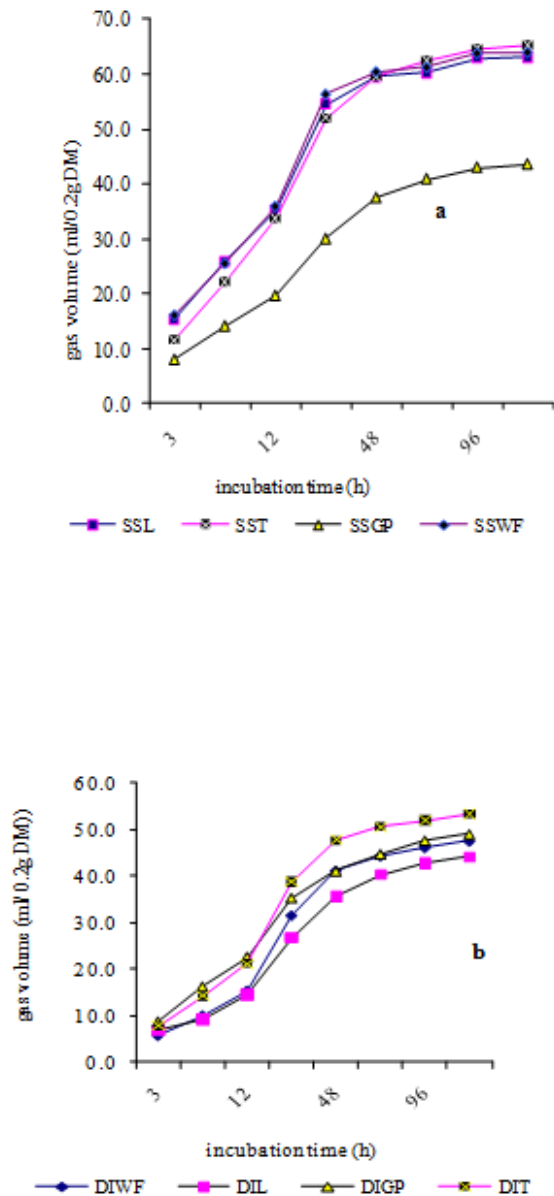 70.0
60.0
50.0
40.0
30.0
20.0
10.0
0.0
gas volume (ml/0.2gDM)
a
3
12
48
96
incubation time (h)
SSL
SST
SSGP
SSWF
60.0
50.0
40.0
30.0
20.0
10.0
0.0
gas volume (ml/0.2gDM))
b
3
12
48
96
incubation time (h)
DIWF
DIL
DIGP
DIT